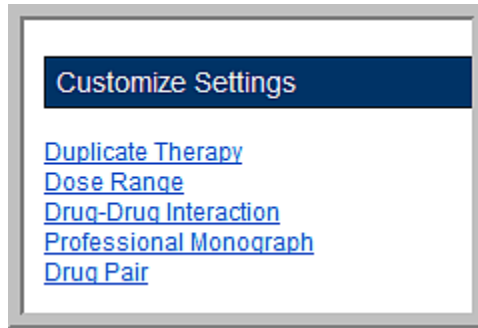 Customize Settings
Duplicate Therapy
Dose Range
Drug-Drug Interaction
Professional Monograph
Drug Pair